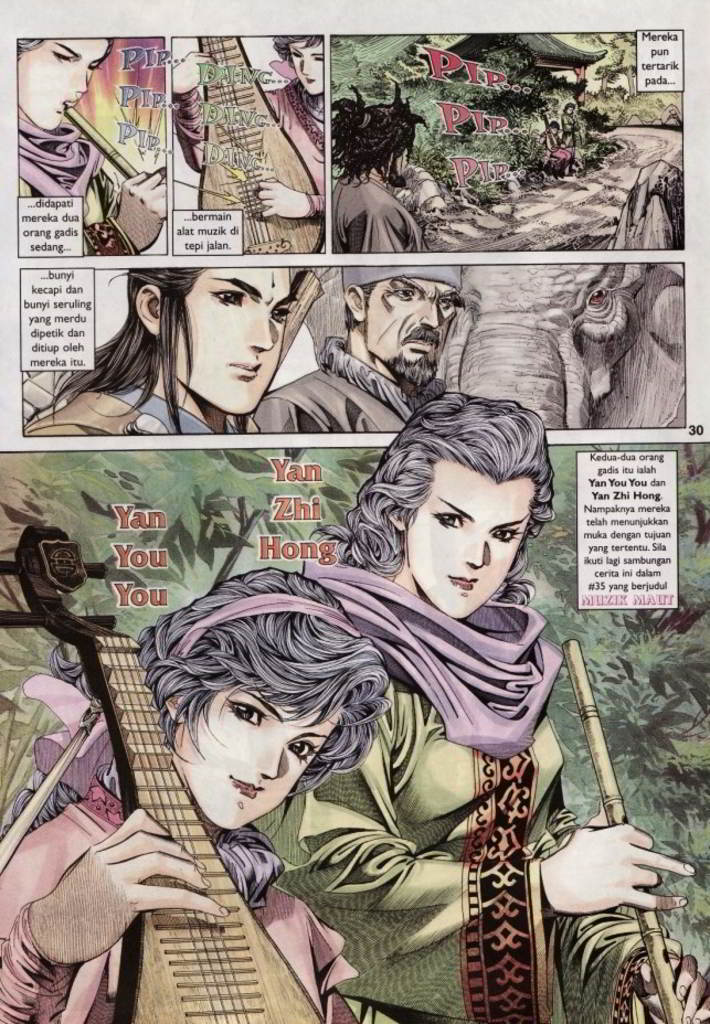 PIP..
PIP..
PIP..
...didapati
mereka dua
orang gadis
sedang...
DING...
DING...
DING...
...bermain
alat muzik di
tepi jalan.
PIP...
PIP...
PIP...
Mereka
pun
tertarik
pada...
...bunyi
kecapi dan
bunyi seruling
yang merdu
dipetik dan
ditiup oleh
mereka itu.
30
Yan
You
You
Yan
Zhi
Hong
Kedua-dua orang
gadis itu ialah
Yan You You dan
Yan Zhi Hong.
Nampaknya mereka
telah menunjukkan
muka dengan tujuan
yang tertentu. Sila
ikuti lagi sambungan
cerita ini dalam
#35 yang berjudul
MUZIK MAUT